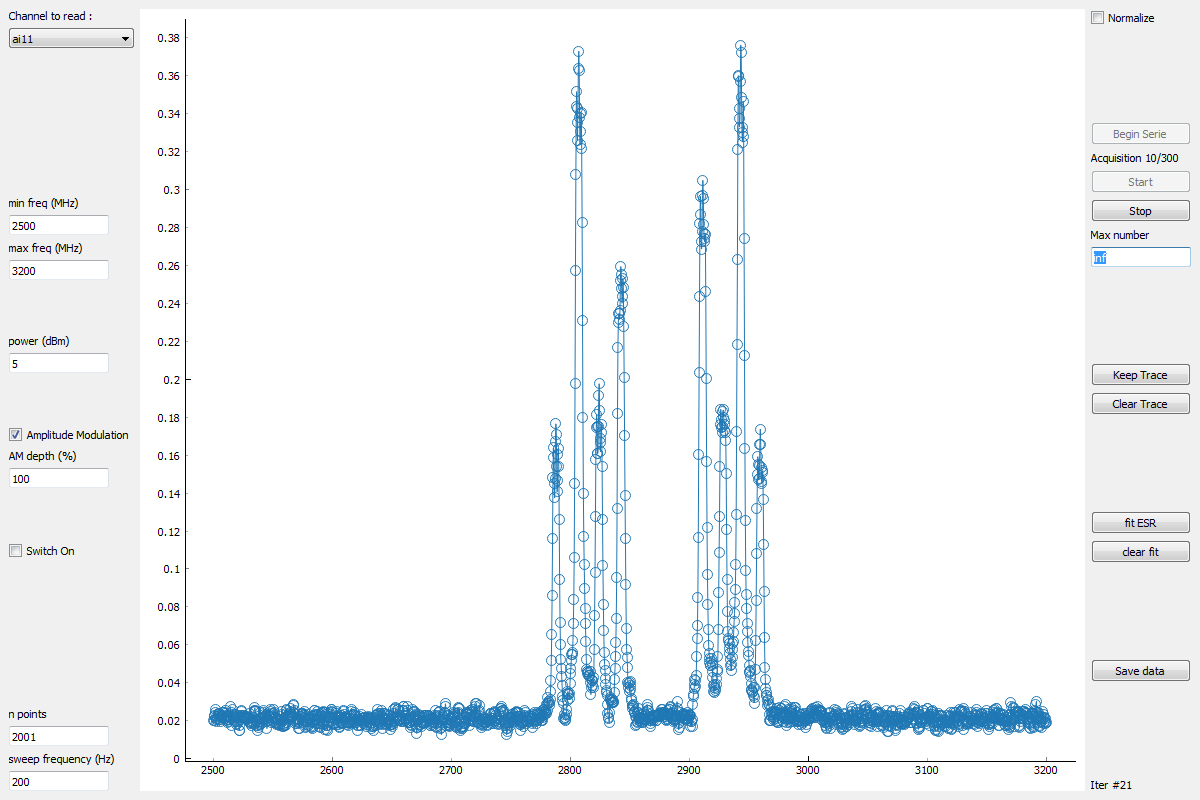 Channel to read :
ai11
min freq (MHz)
2500
max freq (MHz)
3200
power (dBm)
5
Amplitude Modulation
AM depth (%)
100
Switch On
n points
2001
sweep frequency (Hz)
200
0.38
0.36
0.34
0.32
0.3
0.28
0.26
0.24
0.22
0.2
0.18
0.16
0.14
0.12
0.1
0.08
0.06
0.04
0.02
0
2500 2600 2700 2800 2900 3000 3100 3200
Normalize
Begin Serie
Acquisition 10/300
Start
Stop
Max number
inf
Keep Trace
Clear Trace
fit ESR
clear fit
Save data
Iter #21